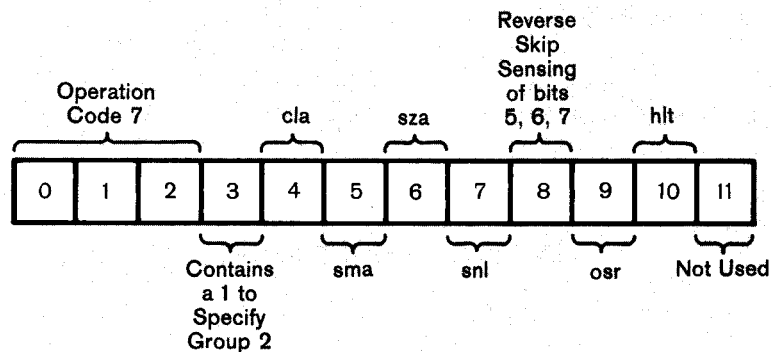 Operation
Code 7
cla
sza
Reverse
Skip
Sensing
of bits
5, 6, 7
hlt
0 1 2 3 4 5 6 7 8 9 10 11
Contains
a 1 to
Specify
Group 2
sma
snl
osr
Not Used